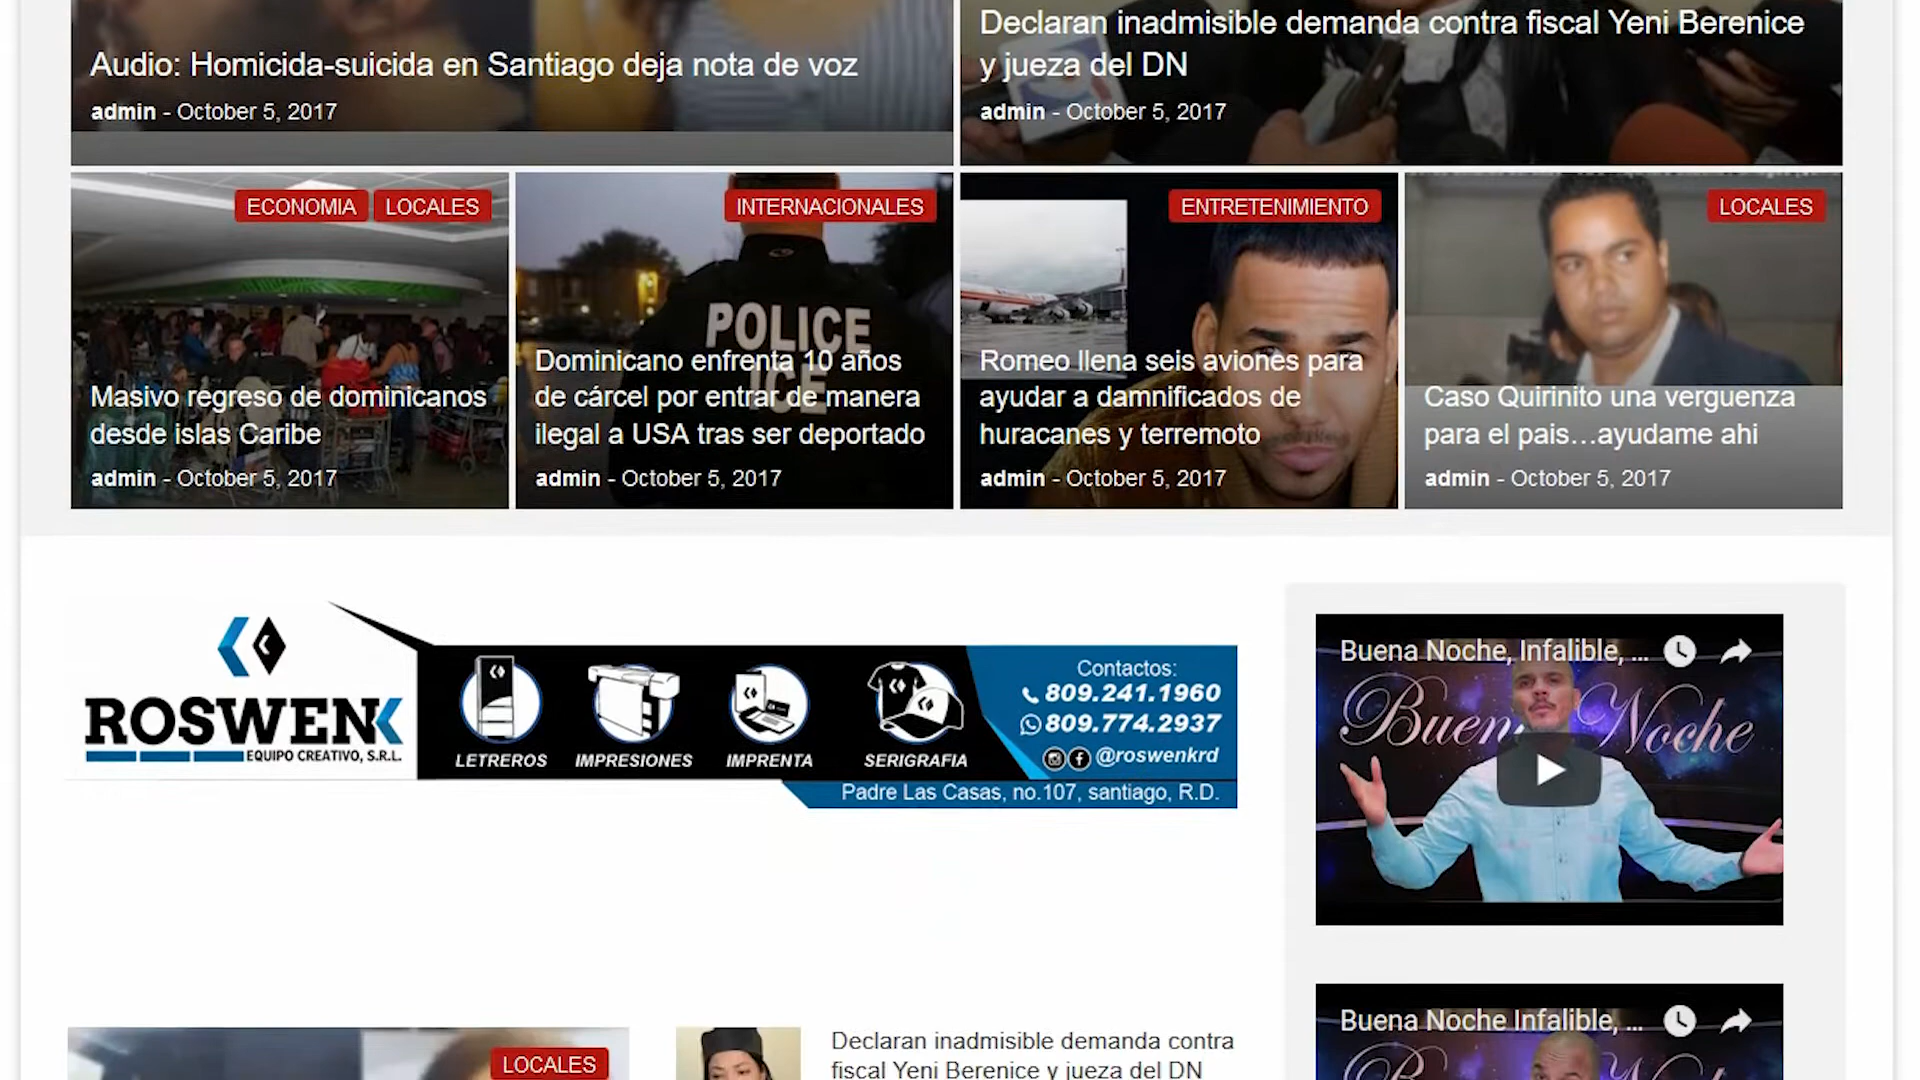 Audio: Homicida-suicida en Santiago deja nota de voz
admin - October 5, 2017
Declaran inadmisible demanda contra fiscal Yeni Berenice
y jueza del DN
admin - October 5, 2017
ECONOMIA LOCALES
Masivo regreso de dominicanos
desde islas Caribe
admin - October 5, 2017
INTERNACIONALES
POLICE
ICE
Dominicano enfrenta 10 años
de cárcel por entrar de manera
ilegal a USA tras ser deportado
admin - October 5, 2017
ENTRETENIMIENTO
Romeo llena seis aviones para
ayudar a damnificados de
huracanes y terremoto
admin - October 5, 2017
LOCALES
Caso Quirinito una verguenza
para el pais…ayudame ahi
admin - October 5, 2017
ROSWENK
EQUIPO CREATIVO, S.R.L.
LETREROS
IMPRESIONES
IMPRENTA
SERIGRAFIA
Contactos:
809.241.1960
809.774.2937
@roswenkrd
Padre Las Casas, no.107, santiago, R.D.
Buena Noche, Infalible, ...
Buena Noche
Buena Noche Infalible, ...
LOCALES
Declaran inadmisible demanda contra
fiscal Yeni Berenice y jueza del DN